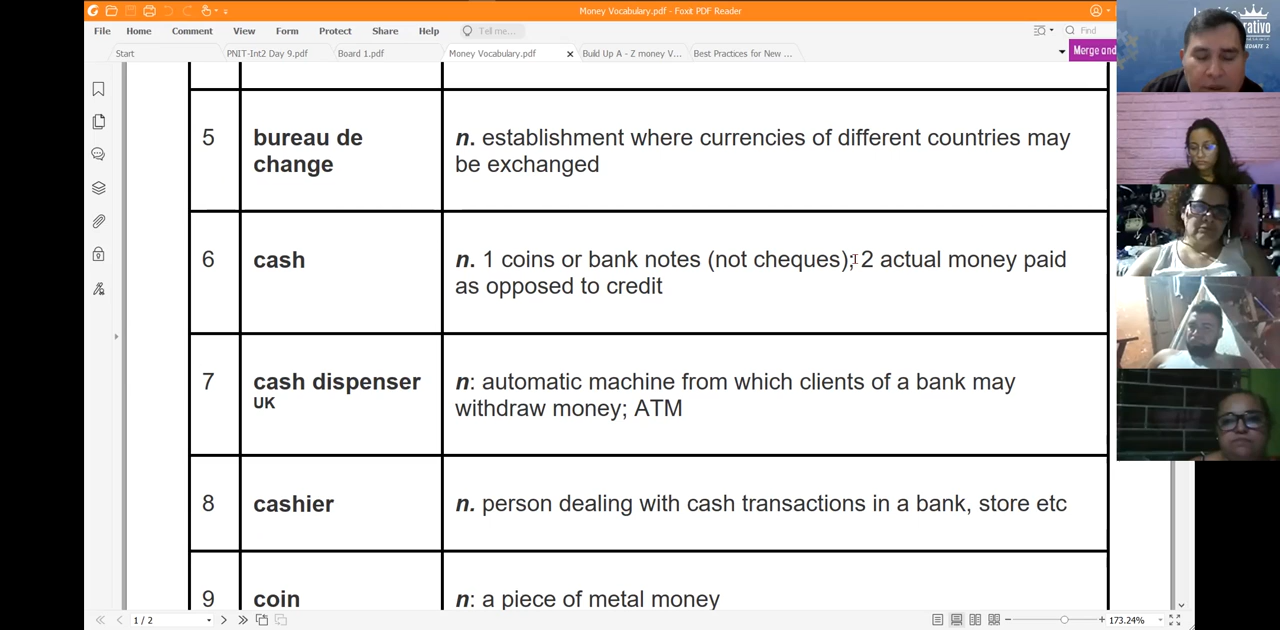 Money Vocabulary.pdf - Foxit PDF Reader
File Home Comment View Form Protect Share Help Tell me... Find
Start PNIT-Int2 Day 9.pdf Board 1.pdf Money Vocabulary.pdf Build Up A - Z money V... Best Practices for New ... Merge and
5 bureau de n. establishment where currencies of different countries may
change be exchanged
6 cash n. 1 coins or bank notes (not cheques); 2 actual money paid
as opposed to credit
7 cash dispenser n: automatic machine from which clients of a bank may
UK withdraw money; ATM
8 cashier n. person dealing with cash transactions in a bank, store etc
9 coin n: a piece of metal money
1 / 2 173.24%